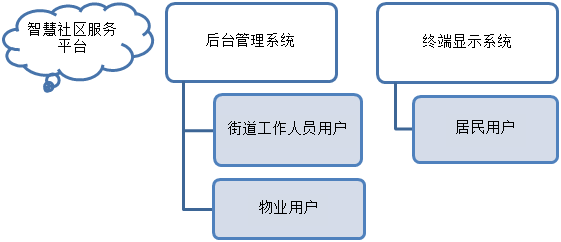 智慧社区服务
平台
后台管理系统
街道工作人员用户
物业用户
终端显示系统
居民用户